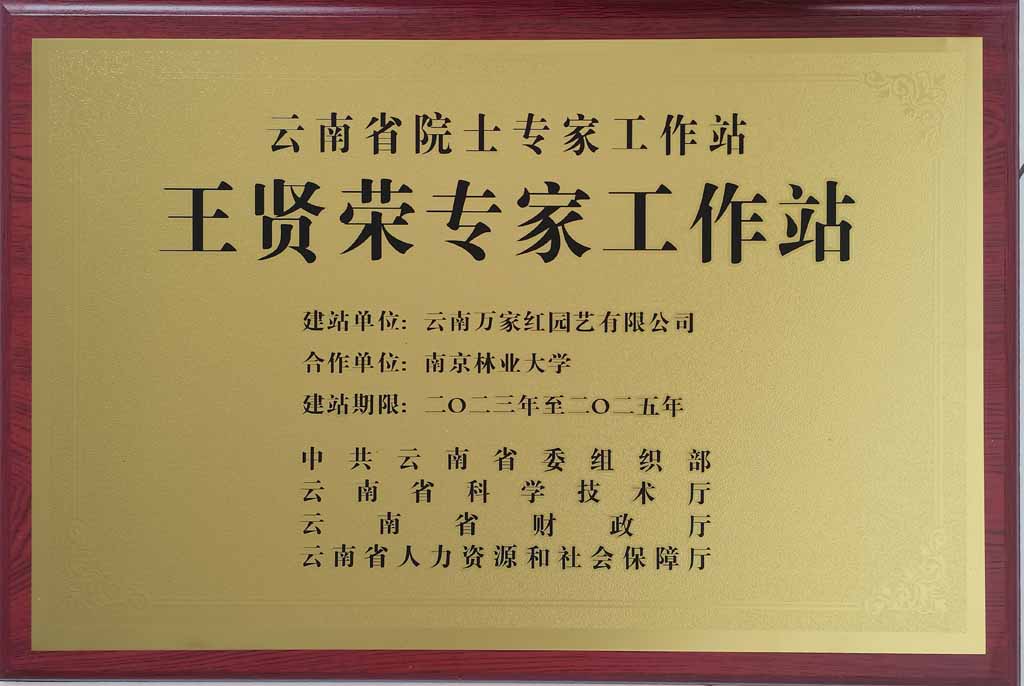 云南省院士专家工作站
王贤荣专家工作站
建站单位：云南万家红园艺有限公司
合作单位：南京林业大学
建站期限：二〇二三年至二〇二五年
中共云南省委组织部
云南省科学技术厅
云南省财政厅
云南省人力资源和社会保障厅